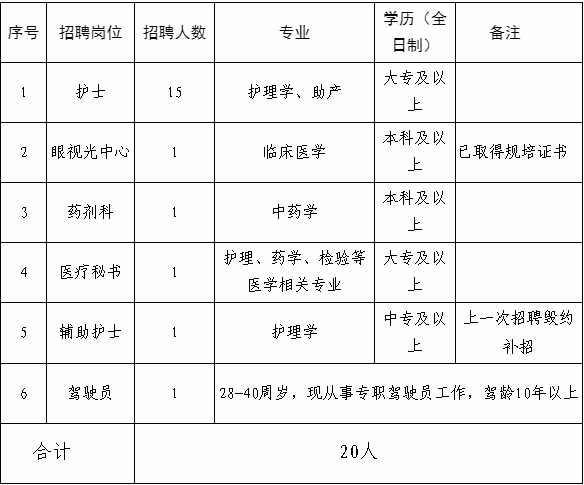 序号 招聘岗位 招聘人数 专业 学历（全日制） 备注
1 护士 15 护理学、助产 大专及以上
2 眼视光中心 1 临床医学 本科及以上 已取得规培证书
3 药剂科 1 中药学 本科及以上
4 医疗秘书 1 护理、药学、检验等医学相关专业 大专及以上
5 辅助护士 1 护理学 中专及以上 上一次招聘毁约补招
6 驾驶员 1 28-40周岁，现从事专职驾驶员工作，驾龄10年以上
合计 20人